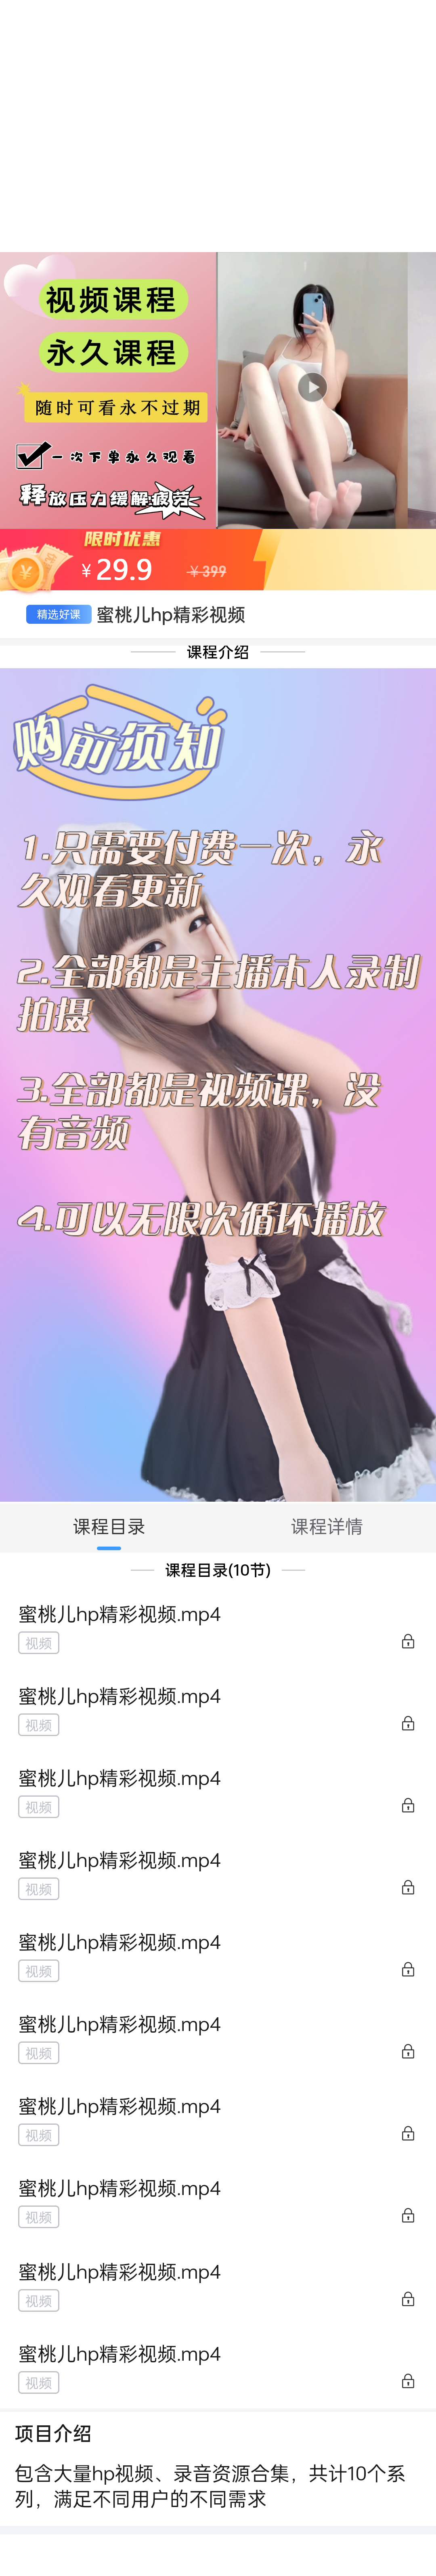 视频课程
永久课程
随时可看永不过期
一次下单永久观看
释放压力缓解疲劳
限时优惠
¥ 29.9 ¥399
精选好课 蜜桃儿hp精彩视频
课程介绍
购前须知
1.只需要付费一次，永
久观看更新
2.全部都是主播本人录制
拍摄
3.全部都是视频课，没
有音频
4.可以无限次循环播放
课程目录 课程详情
课程目录(10节)
蜜桃儿hp精彩视频.mp4
视频
蜜桃儿hp精彩视频.mp4
视频
蜜桃儿hp精彩视频.mp4
视频
蜜桃儿hp精彩视频.mp4
视频
蜜桃儿hp精彩视频.mp4
视频
蜜桃儿hp精彩视频.mp4
视频
蜜桃儿hp精彩视频.mp4
视频
蜜桃儿hp精彩视频.mp4
视频
蜜桃儿hp精彩视频.mp4
视频
蜜桃儿hp精彩视频.mp4
视频
项目介绍
包含大量hp视频、录音资源合集，共计10个系
列，满足不同用户的不同需求